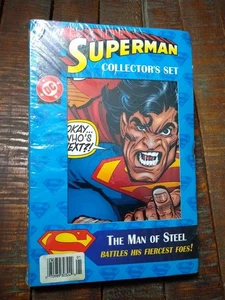 SUPERMAN
COLLECTOR'S SET
DC
OKAY...
WHO'S
NEXT?!
THE MAN OF STEEL
BATTLES HIS FIERCEST FOES!